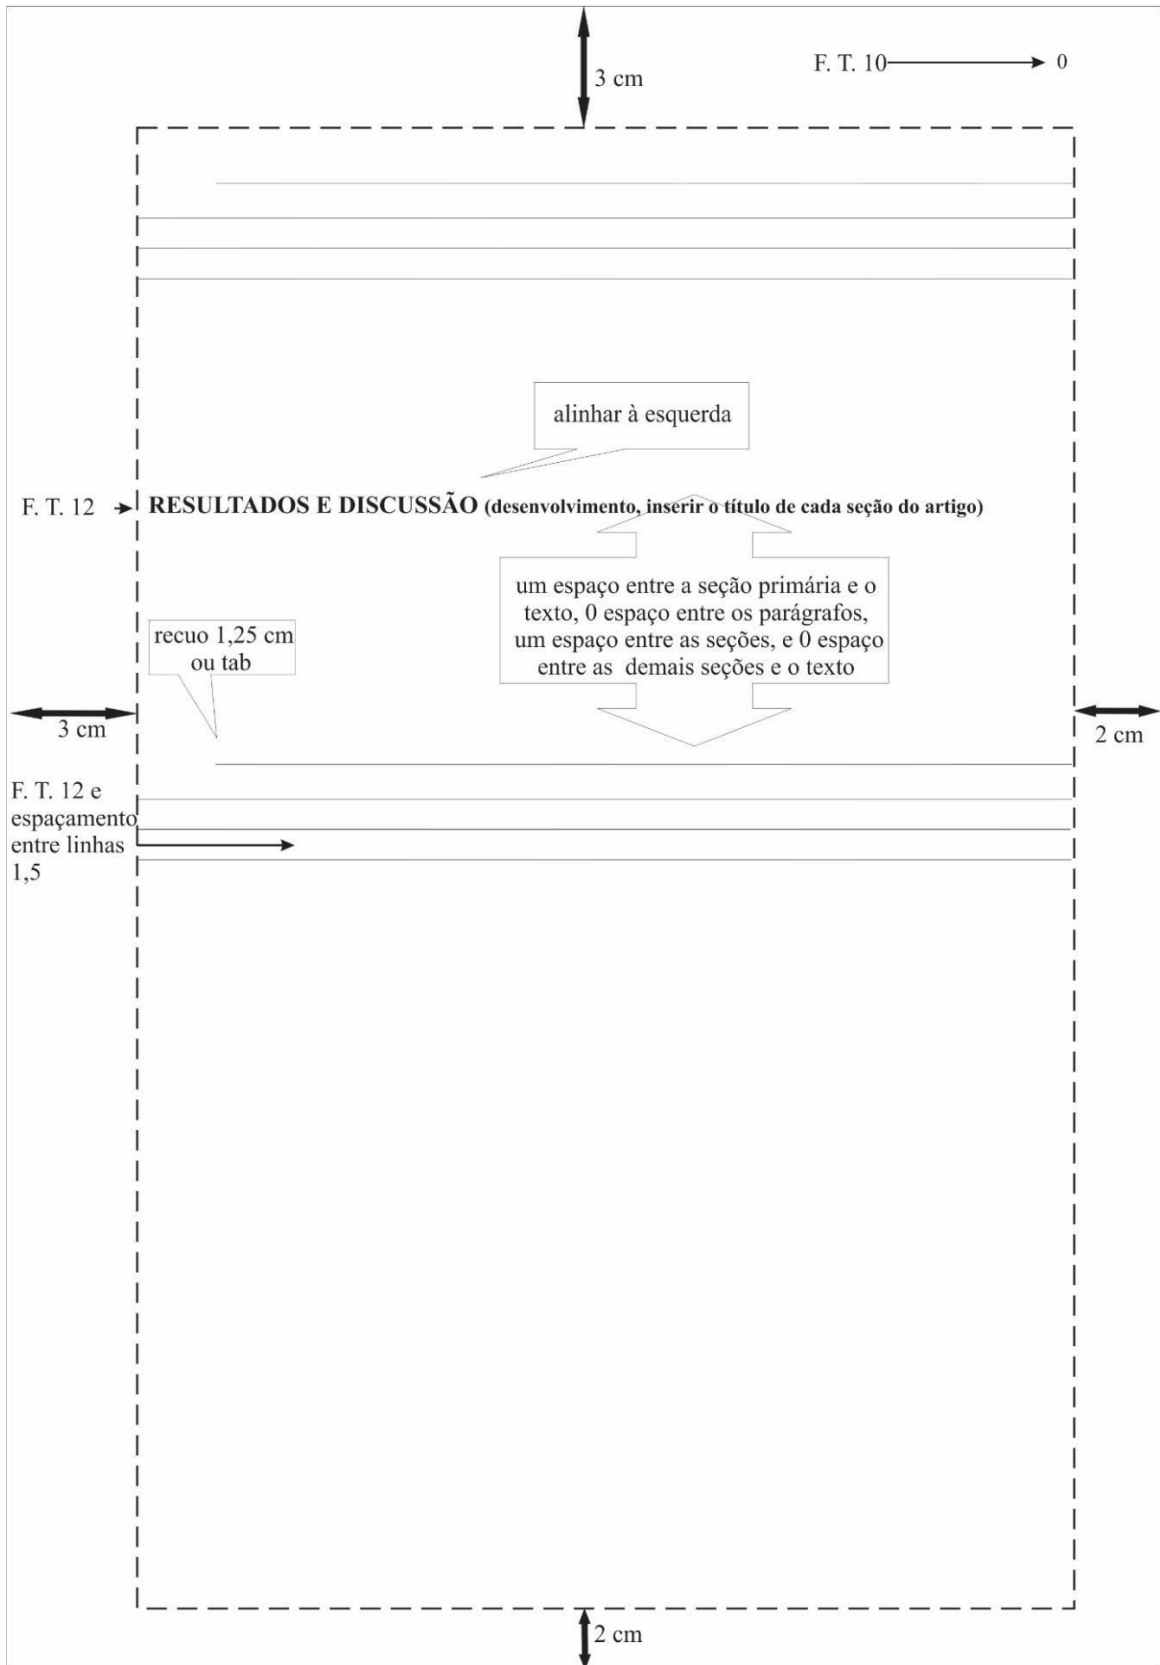 F. T. 10 0
3 cm
alinhar à esquerda
F. T. 12 RESULTADOS E DISCUSSÃO (desenvolvimento, inserir o título de cada seção do artigo)
um espaço entre a seção primária e o
texto, 0 espaço entre os parágrafos,
um espaço entre as seções, e 0 espaço
entre as demais seções e o texto
recuo 1,25 cm
ou tab
3 cm
2 cm
F. T. 12 e
espaçamento
entre linhas
1,5
2 cm